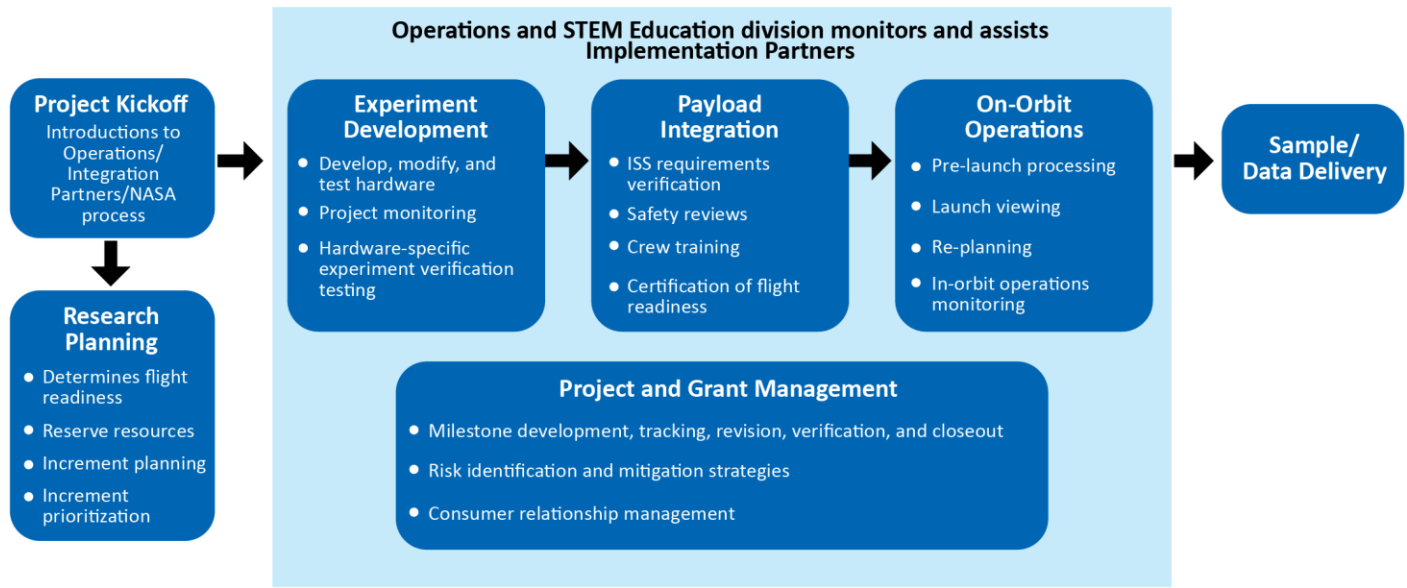 Operations and STEM Education division monitors and assists
Implementation Partners
Project Kickoff
Introductions to
Operations/
Integration
Partners/NASA
process
Research
Planning
• Determines flight
readiness
• Reserve resources
• Increment planning
• Increment
prioritization
Experiment
Development
• Develop, modify, and
test hardware
• Project monitoring
• Hardware-specific
experiment verification
testing
Payload
Integration
• ISS requirements
verification
• Safety reviews
• Crew training
• Certification of flight
readiness
On-Orbit
Operations
• Pre-launch processing
• Launch viewing
• Re-planning
• In-orbit operations
monitoring
Sample/
Data Delivery
Project and Grant Management
• Milestone development, tracking, revision, verification, and closeout
• Risk identification and mitigation strategies
• Consumer relationship management